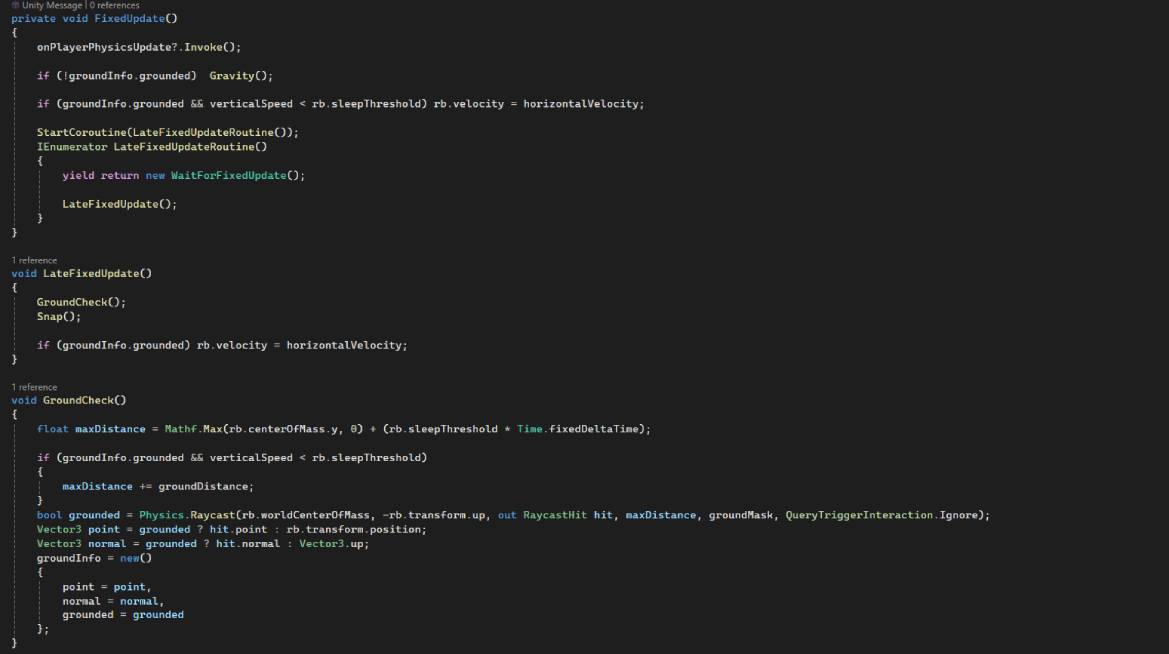 Unity Message | 0 references
private void FixedUpdate()
{
    onPlayerPhysicsUpdate?.Invoke();

    if (!groundInfo.grounded)  Gravity();

    if (groundInfo.grounded && verticalSpeed < rb.sleepThreshold) rb.velocity = horizontalVelocity;

    StartCoroutine(LateFixedUpdateRoutine());
    IEnumerator LateFixedUpdateRoutine()
    {
        yield return new WaitForFixedUpdate();

        LateFixedUpdate();
    }
}

1 reference
void LateFixedUpdate()
{
    GroundCheck();
    Snap();

    if (groundInfo.grounded) rb.velocity = horizontalVelocity;
}

1 reference
void GroundCheck()
{
    float maxDistance = Mathf.Max(rb.centerOfMass.y, 0) + (rb.sleepThreshold * Time.fixedDeltaTime);

    if (groundInfo.grounded && verticalSpeed < rb.sleepThreshold)
    {
        maxDistance += groundDistance;
    }
    bool grounded = Physics.Raycast(rb.worldCenterOfMass, -rb.transform.up, out RaycastHit hit, maxDistance, groundMask, QueryTriggerInteraction.Ignore);
    Vector3 point = grounded ? hit.point : rb.transform.position;
    Vector3 normal = grounded ? hit.normal : Vector3.up;
    groundInfo = new()
    {
        point = point,
        normal = normal,
        grounded = grounded
    };
}